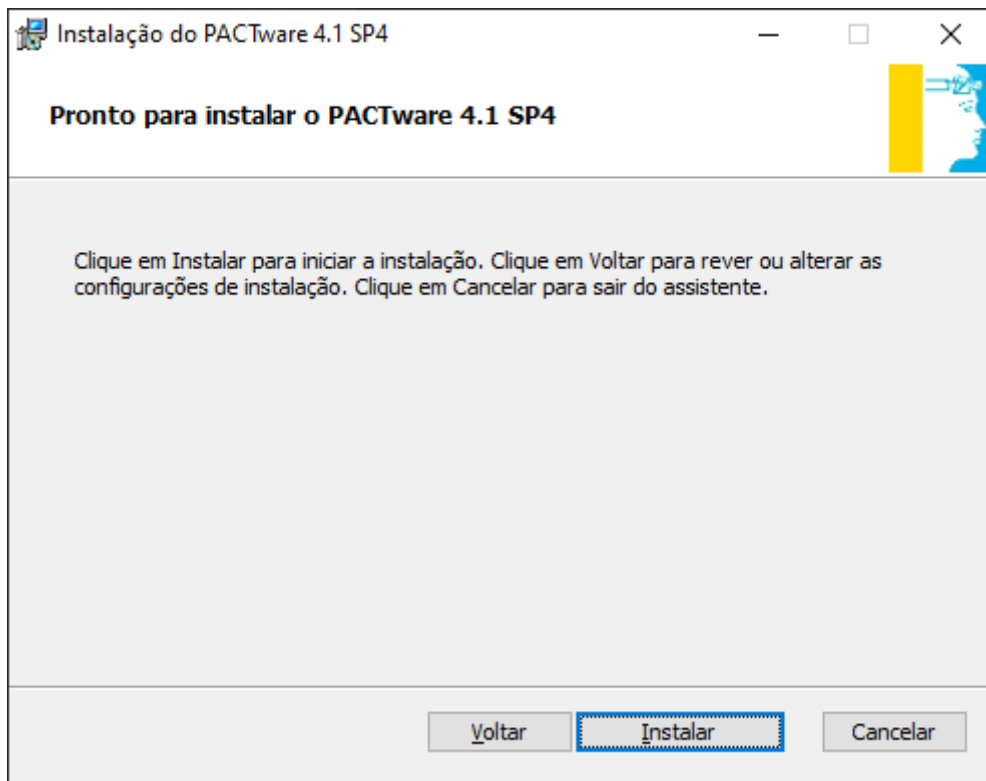 Instalação do PACTware 4.1 SP4
Pronto para instalar o PACTware 4.1 SP4
Clique em Instalar para iniciar a instalação. Clique em Voltar para rever ou alterar as
configurações de instalação. Clique em Cancelar para sair do assistente.
Voltar
Instalar
Cancelar